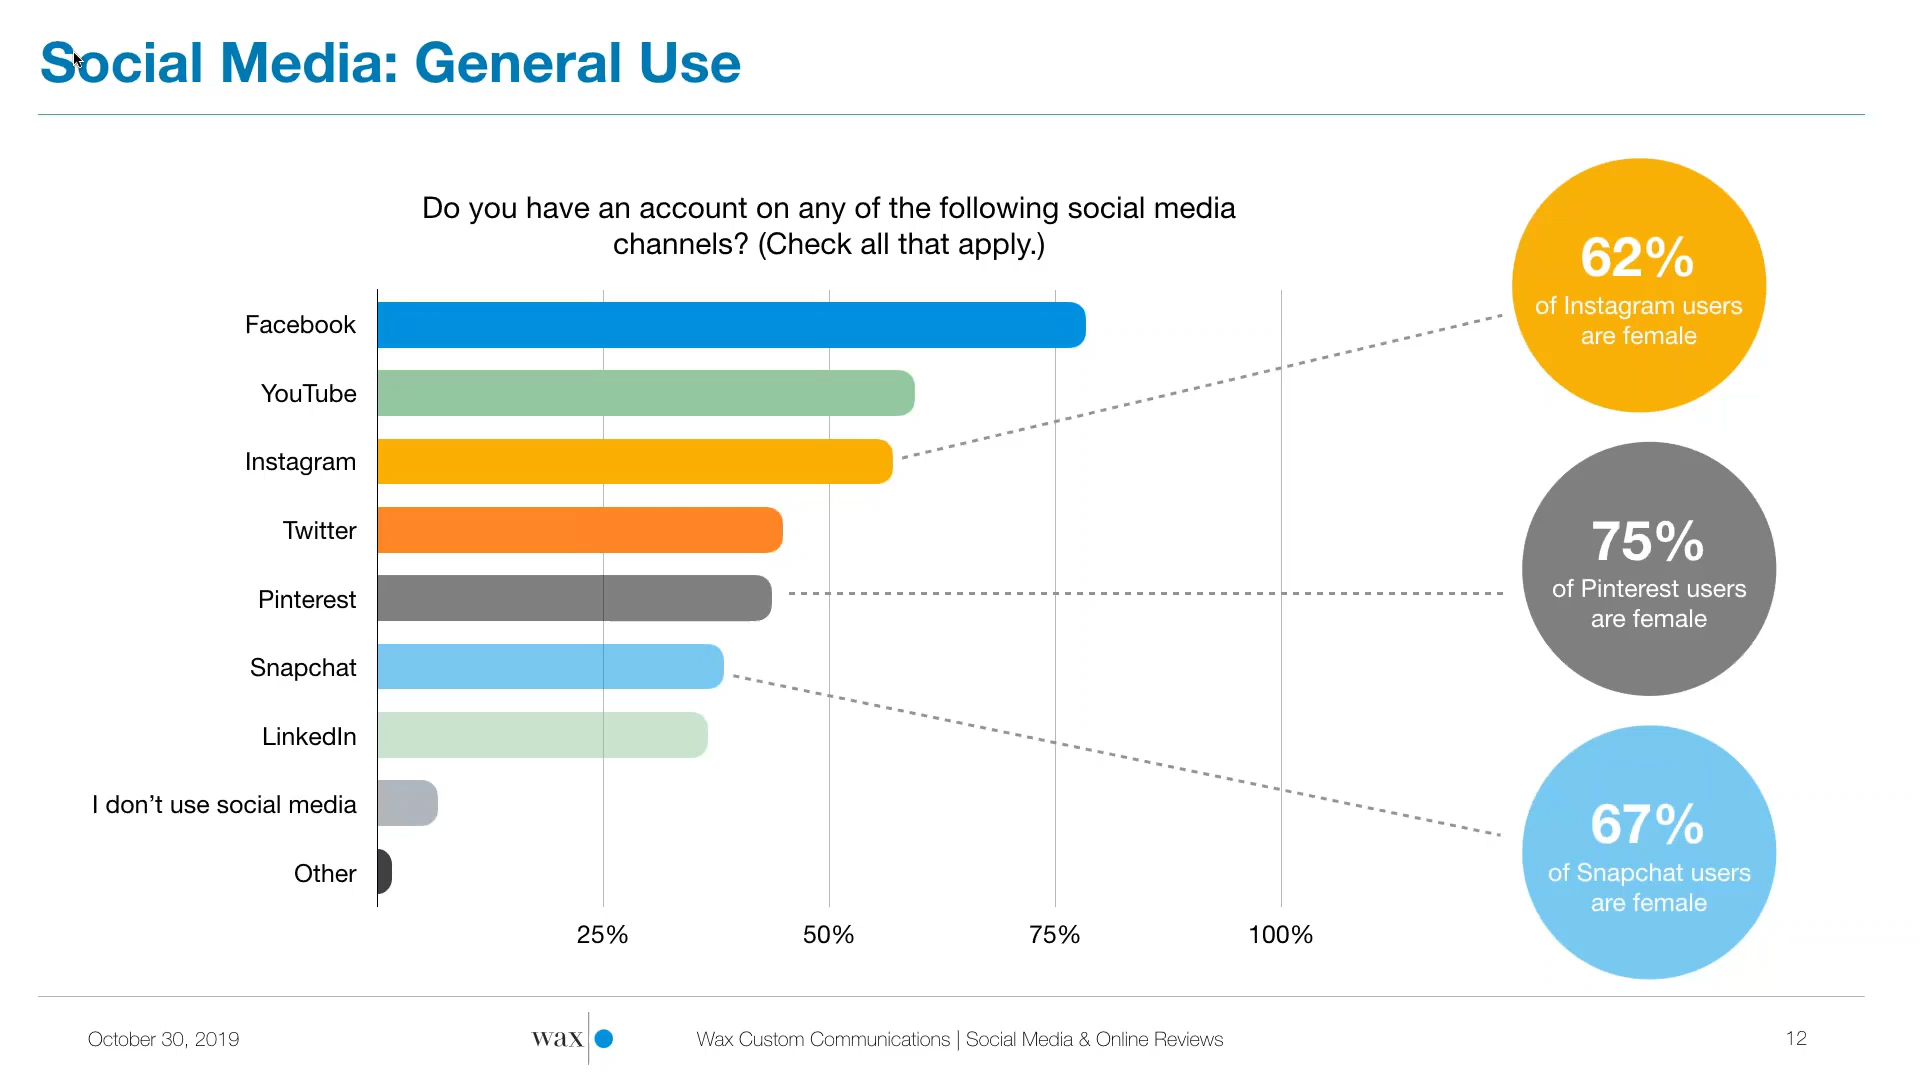 Social Media: General Use
Do you have an account on any of the following social media
channels? (Check all that apply.)
Facebook
YouTube
Instagram
Twitter
Pinterest
Snapchat
LinkedIn
I don’t use social media
Other
25%
50%
75%
100%
62%
of Instagram users
are female
75%
of Pinterest users
are female
67%
of Snapchat users
are female
October 30, 2019
wax
Wax Custom Communications | Social Media & Online Reviews
12